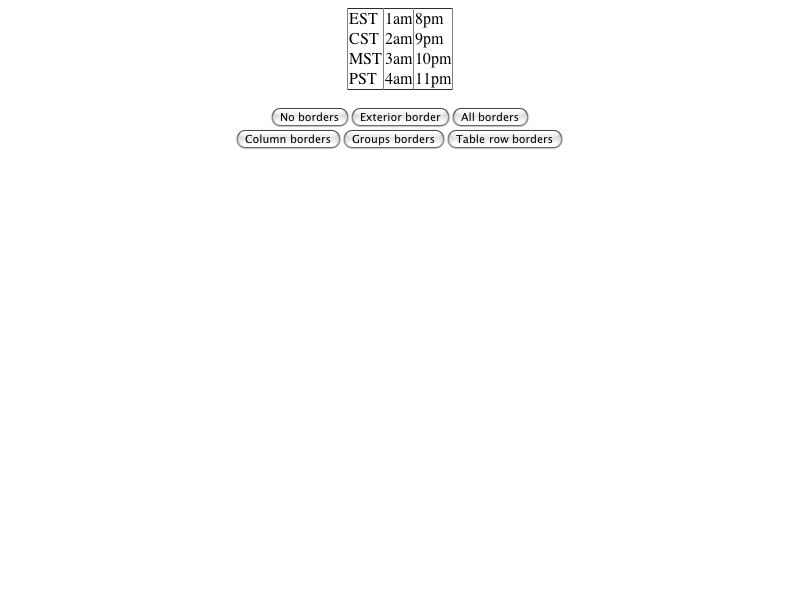 EST 1am 8pm
CST 2am 9pm
MST 3am 10pm
PST 4am 11pm
No borders Exterior border All borders
Column borders Groups borders Table row borders